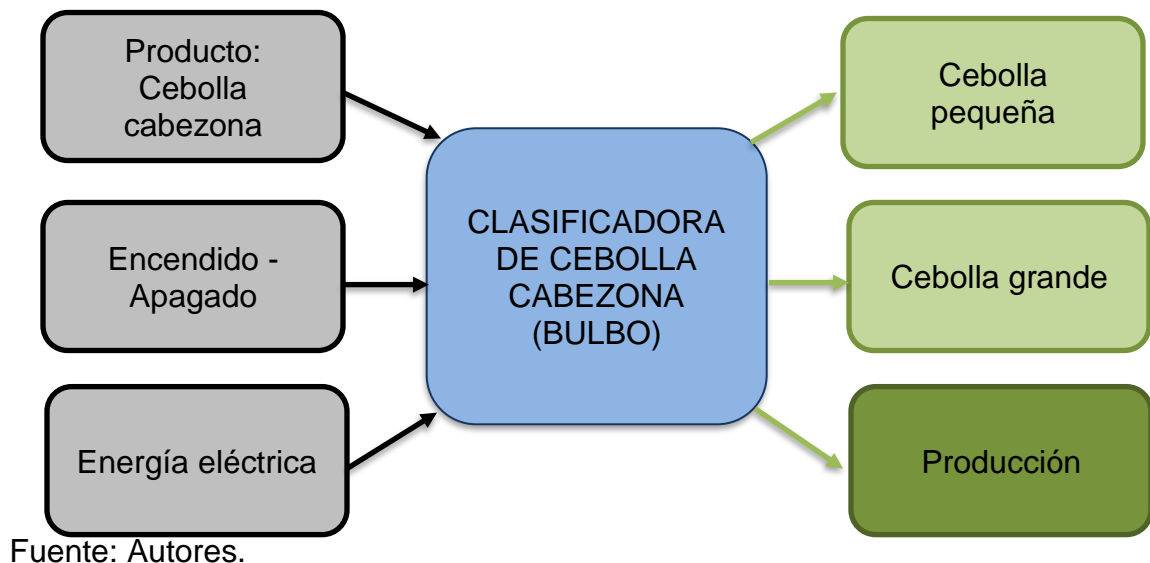 Producto:
Cebolla
cabezona
Encendido -
Apagado
Energía eléctrica
CLASIFICADORA
DE CEBOLLA
CABEZONA
(BULBO)
Cebolla
pequeña
Cebolla grande
Producción
Fuente: Autores.